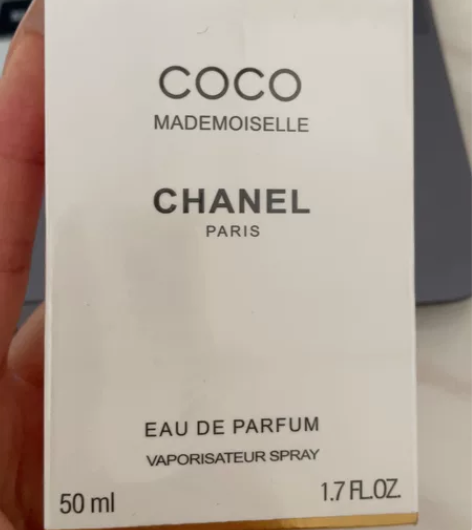 COCO
MADEMOISELLE
CHANEL
PARIS
EAU DE PARFUM
VAPORISATEUR SPRAY
50 ml 1.7 FL.OZ.